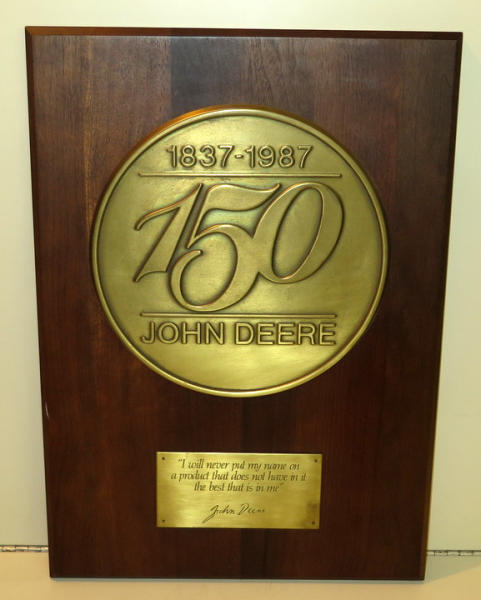 1837-1987
150
JOHN DEERE
"I will never put my name on
a product that does not have in it
the best that is in me"
John Deere